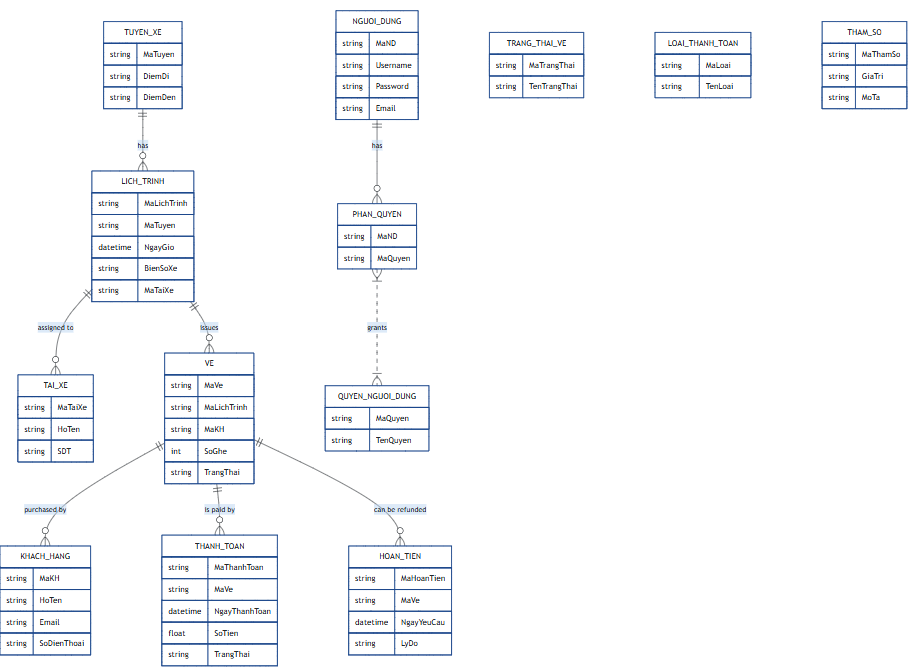 TUYEN_XE
string MaTuyen
string DiemDi
string DiemDen
NGUOI_DUNG
string MaND
string Username
string Password
string Email
TRANG_THAI_VE
string MaTrangThai
string TenTrangThai
LOAI_THANH_TOAN
string MaLoai
string TenLoai
THAM_SO
string MaThamSo
string GiaTri
string MoTa
has
has
LICH_TRINH
string MaLichTrinh
string MaTuyen
datetime NgayGio
string BienSoXe
string MaTaiXe
PHAN_QUYEN
string MaND
string MaQuyen
assigned to
issues
grants
TAI_XE
string MaTaiXe
string HoTen
string SDT
VE
string MaVe
string MaLichTrinh
string MaKH
int SoGhe
string TrangThai
QUYEN_NGUOI_DUNG
string MaQuyen
string TenQuyen
purchased by
is paid by
can be refunded
KHACH_HANG
string MaKH
string HoTen
string Email
string SoDienThoai
THANH_TOAN
string MaThanhToan
string MaVe
datetime NgayThanhToan
float SoTien
string TrangThai
HOAN_TIEN
string MaHoanTien
string MaVe
datetime NgayYeuCau
string LyDo